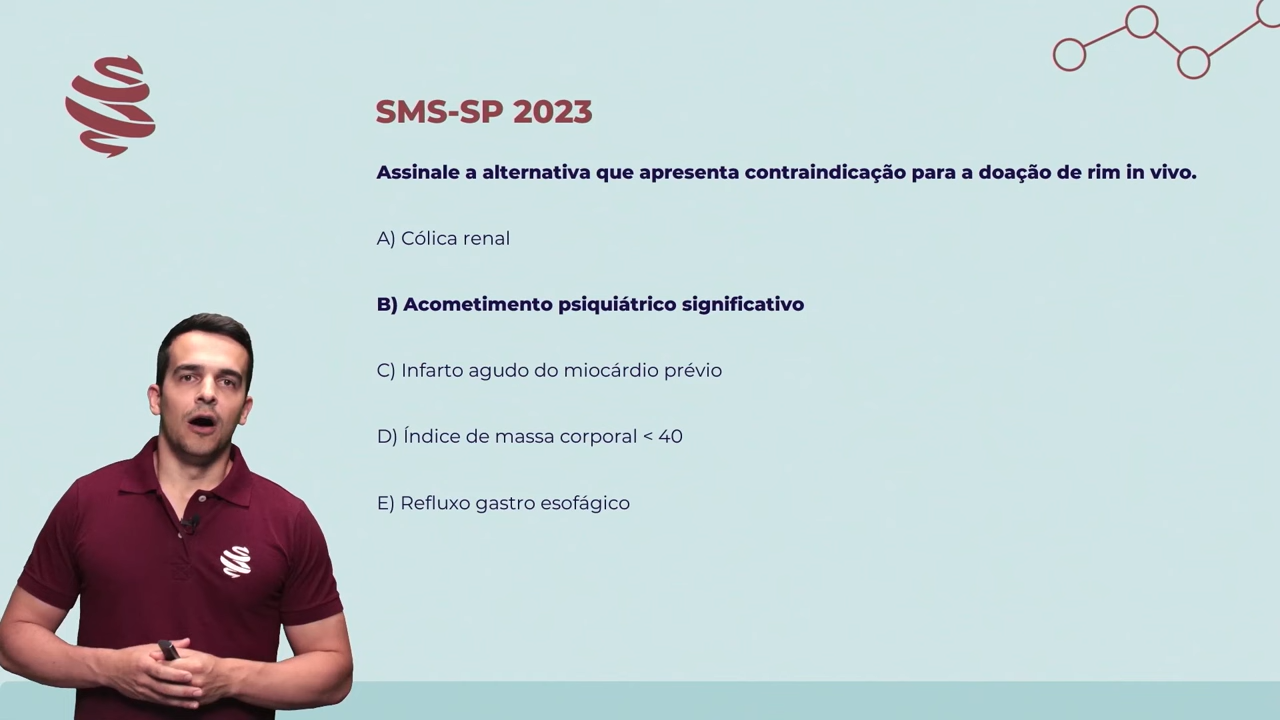 SMS-SP 2023
Assinale a alternativa que apresenta contraindicação para a doação de rim in vivo.
A) Cólica renal
B) Acometimento psiquiátrico significativo
C) Infarto agudo do miocárdio prévio
D) Índice de massa corporal < 40
E) Refluxo gastro esofágico